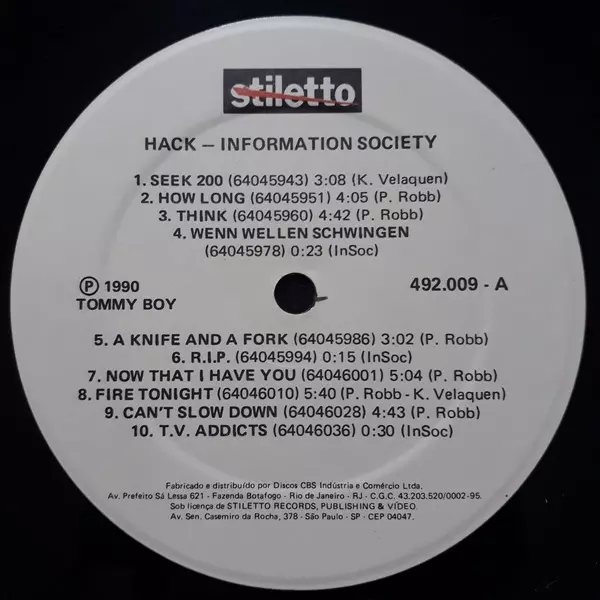 stiletto
HACK — INFORMATION SOCIETY
1. SEEK 200 (64045943) 3:08 (K. Velaquen)
2. HOW LONG (64045951) 4:05 (P. Robb)
3. THINK (64045960) 4:42 (P. Robb)
4. WENN WELLEN SCHWINGEN
(64045978) 0:23 (InSoc)
Ⓟ 1990
TOMMY BOY
492.009 - A
5. A KNIFE AND A FORK (64045986) 3:02 (P. Robb)
6. R.I.P. (64045994) 0:15 (InSoc)
7. NOW THAT I HAVE YOU (64046001) 5:04 (P. Robb)
8. FIRE TONIGHT (64046010) 5:40 (P. Robb - K. Velaquen)
9. CAN'T SLOW DOWN (64046028) 4:43 (P. Robb)
10. T.V. ADDICTS (64046036) 0:30 (InSoc)
Fabricado e distribuído por Discos CBS Indústria e Comércio Ltda.
Av. Prefeito Sá Lessa 621 - Fazenda Botafogo - Rio de Janeiro - RJ - C.G.C. 43.203.520/0002-95.
Sob licença de STILETTO RECORDS, PUBLISHING & VÍDEO.
Av. Sen. Casemiro da Rocha, 378 - São Paulo - SP - CEP 04047.